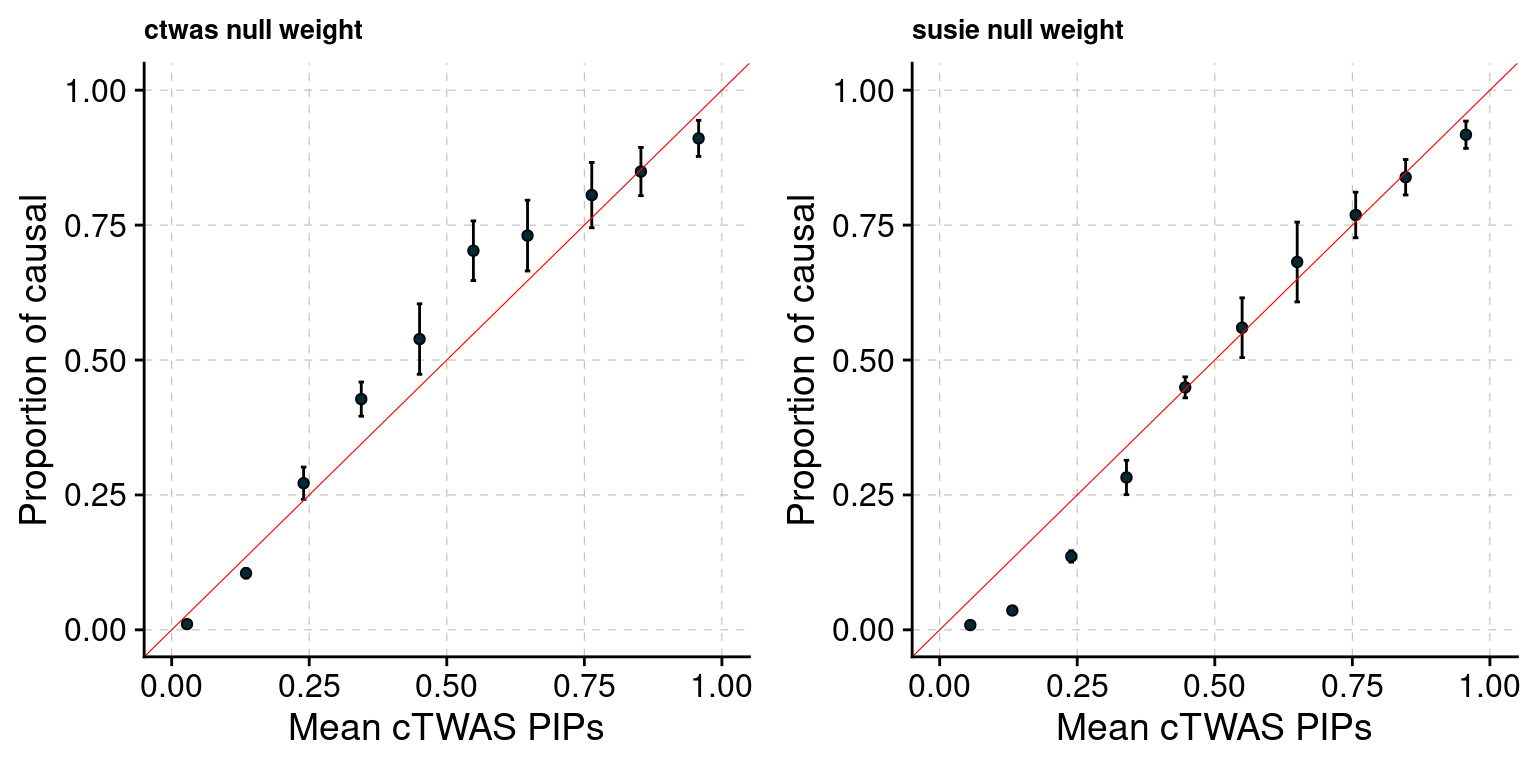 ctwas null weight
Proportion of causal
1.00
0.75
0.50
0.25
0.00
0.00 0.25 0.50 0.75 1.00
Mean cTWAS PIPs
susie null weight
Proportion of causal
1.00
0.75
0.50
0.25
0.00
0.00 0.25 0.50 0.75 1.00
Mean cTWAS PIPs